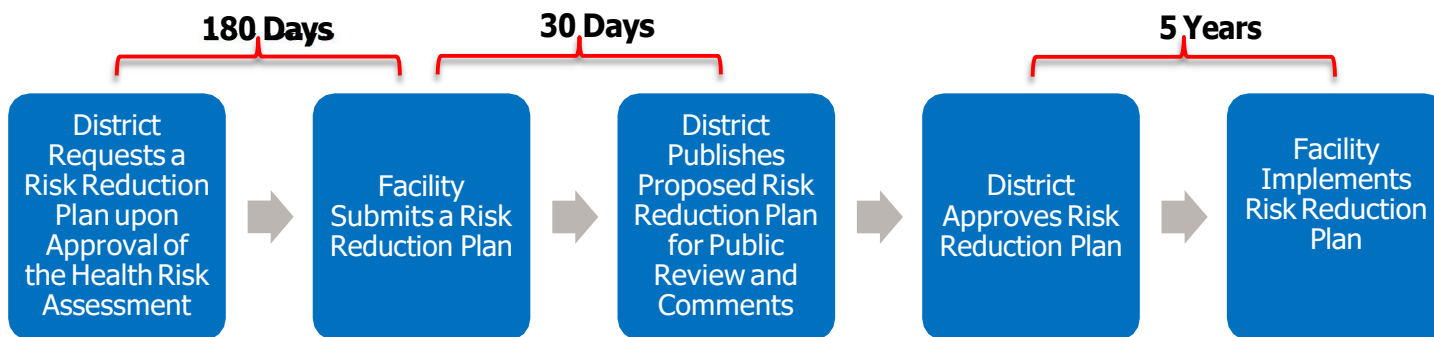 180 Days
30 Days
5 Years
District
Requests a
Risk Reduction
Plan upon
Approval of
the Health Risk
Assessment
Facility
Submits a Risk
Reduction Plan
District
Publishes
Proposed Risk
Reduction Plan
for Public
Review and
Comments
District
Approves Risk
Reduction Plan
Facility
Implements
Risk Reduction
Plan